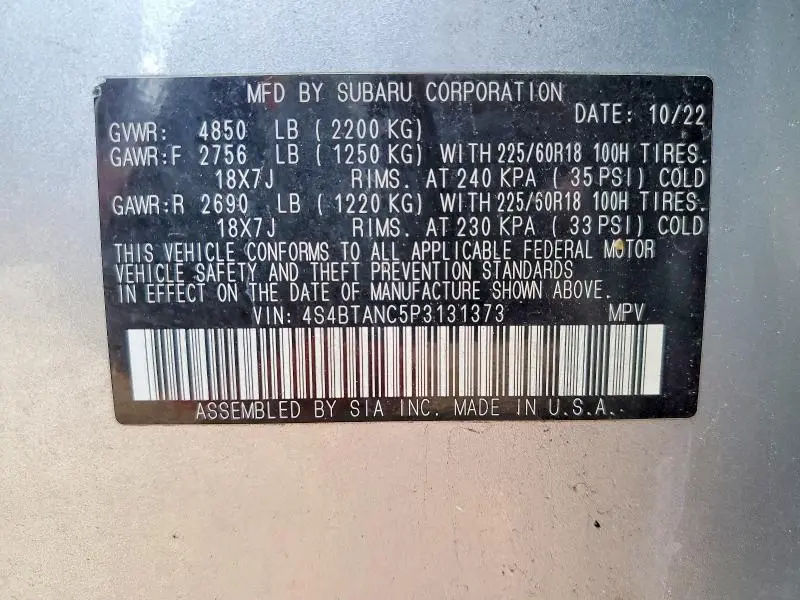 MFD BY SUBARU CORPORATION
DATE: 10/22
GVWR: 4850 LB ( 2200 KG)
GAWR:F 2756 LB ( 1250 KG) WITH 225/60R18 100H TIRES.
18X7J RIMS. AT 240 KPA ( 35 PSI) COLD
GAWR:R 2690 LB ( 1220 KG) WITH 225/60R18 100H TIRES.
18X7J RIMS. AT 230 KPA ( 33 PSI) COLD
THIS VEHICLE CONFORMS TO ALL APPLICABLE FEDERAL MOTOR
VEHICLE SAFETY AND THEFT PREVENTION STANDARDS
IN EFFECT ON THE DATE OF MANUFACTURE SHOWN ABOVE.
VIN: 4S4BTANC5P3131373 MPV
ASSEMBLED BY SIA INC. MADE IN U.S.A.